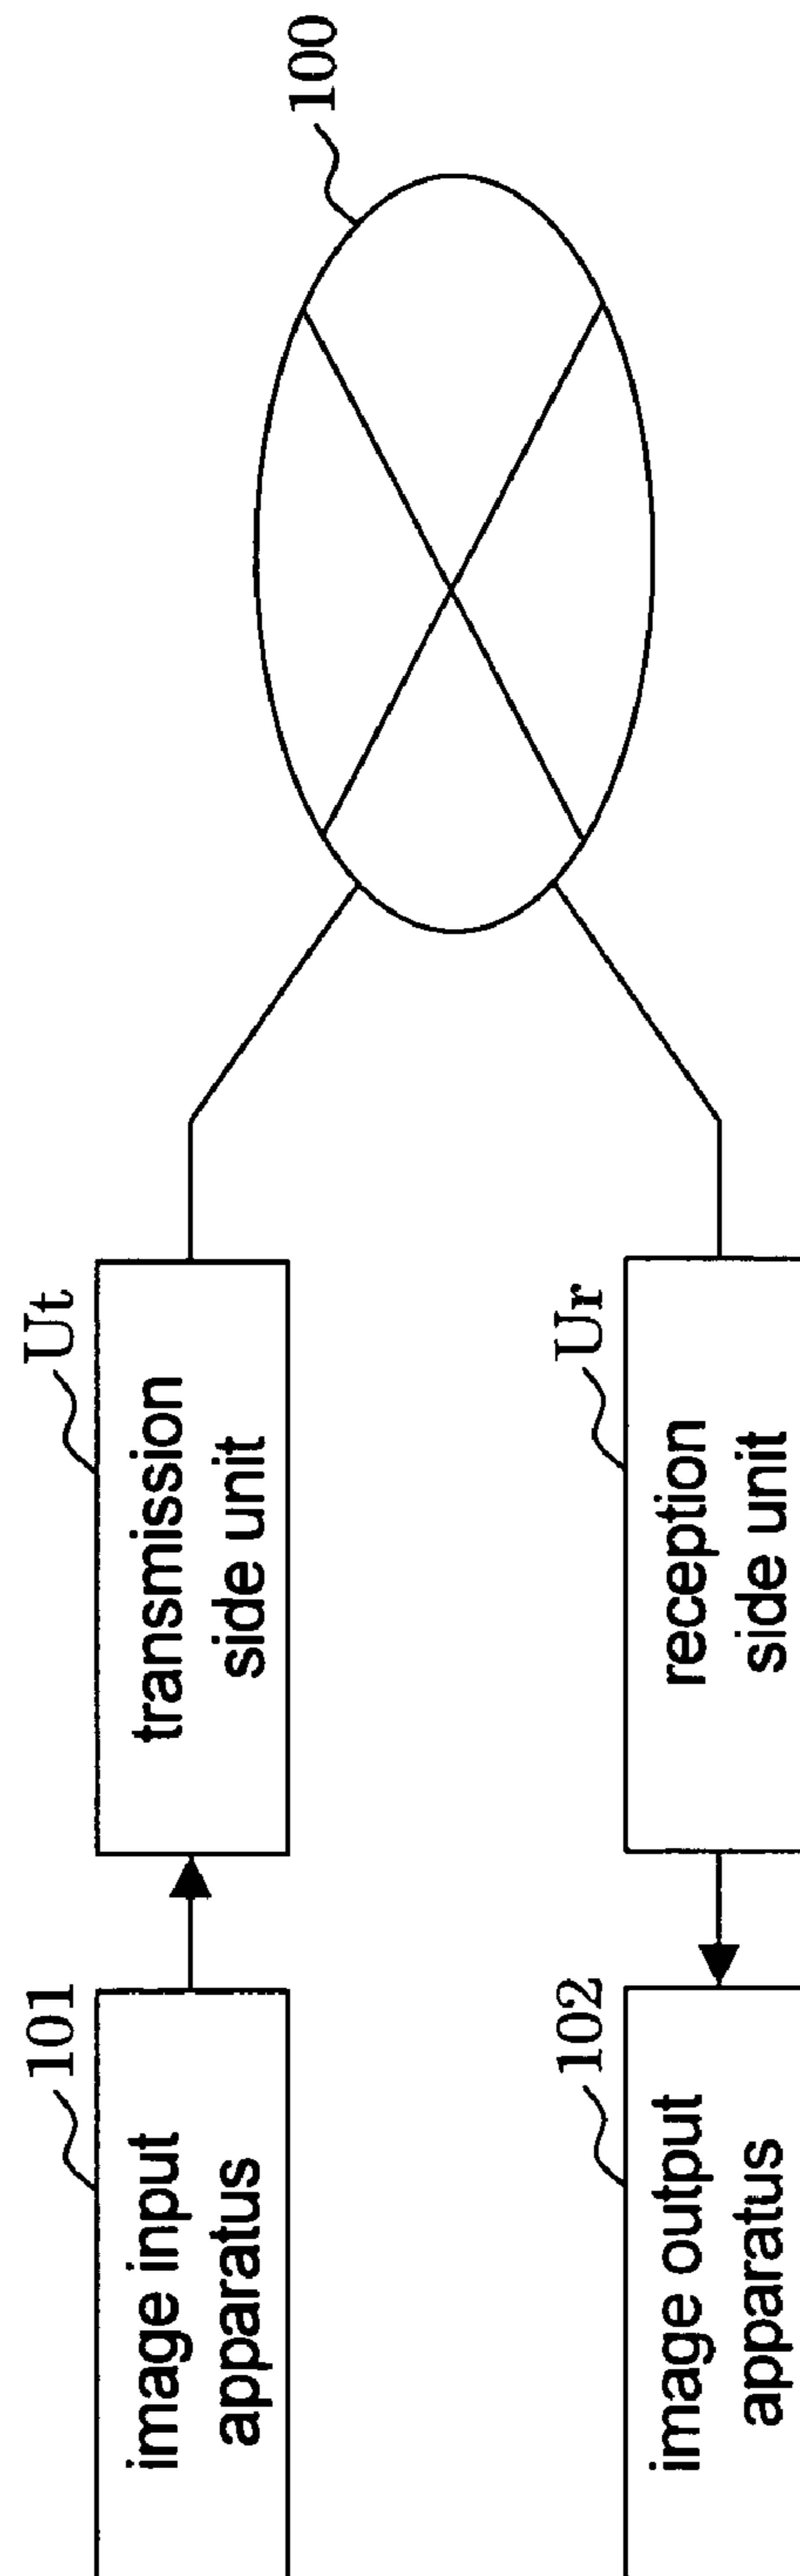 101
image input
apparatus
Ut
transmission
side unit
100
102
image output
apparatus
Ur
reception
side unit